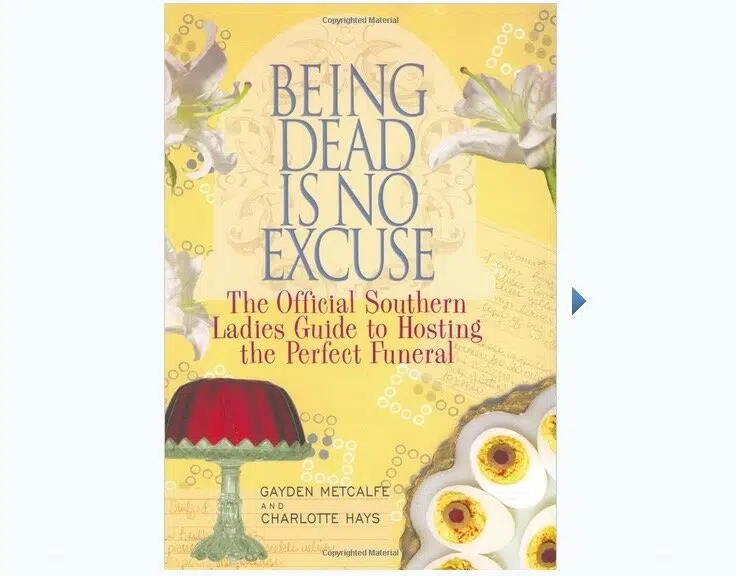 Copyrighted Material
BEING
DEAD
IS NO
EXCUSE
The Official Southern
Ladies Guide to Hosting
the Perfect Funeral
GAYDEN METCALFE
AND
CHARLOTTE HAYS
Copyrighted Material